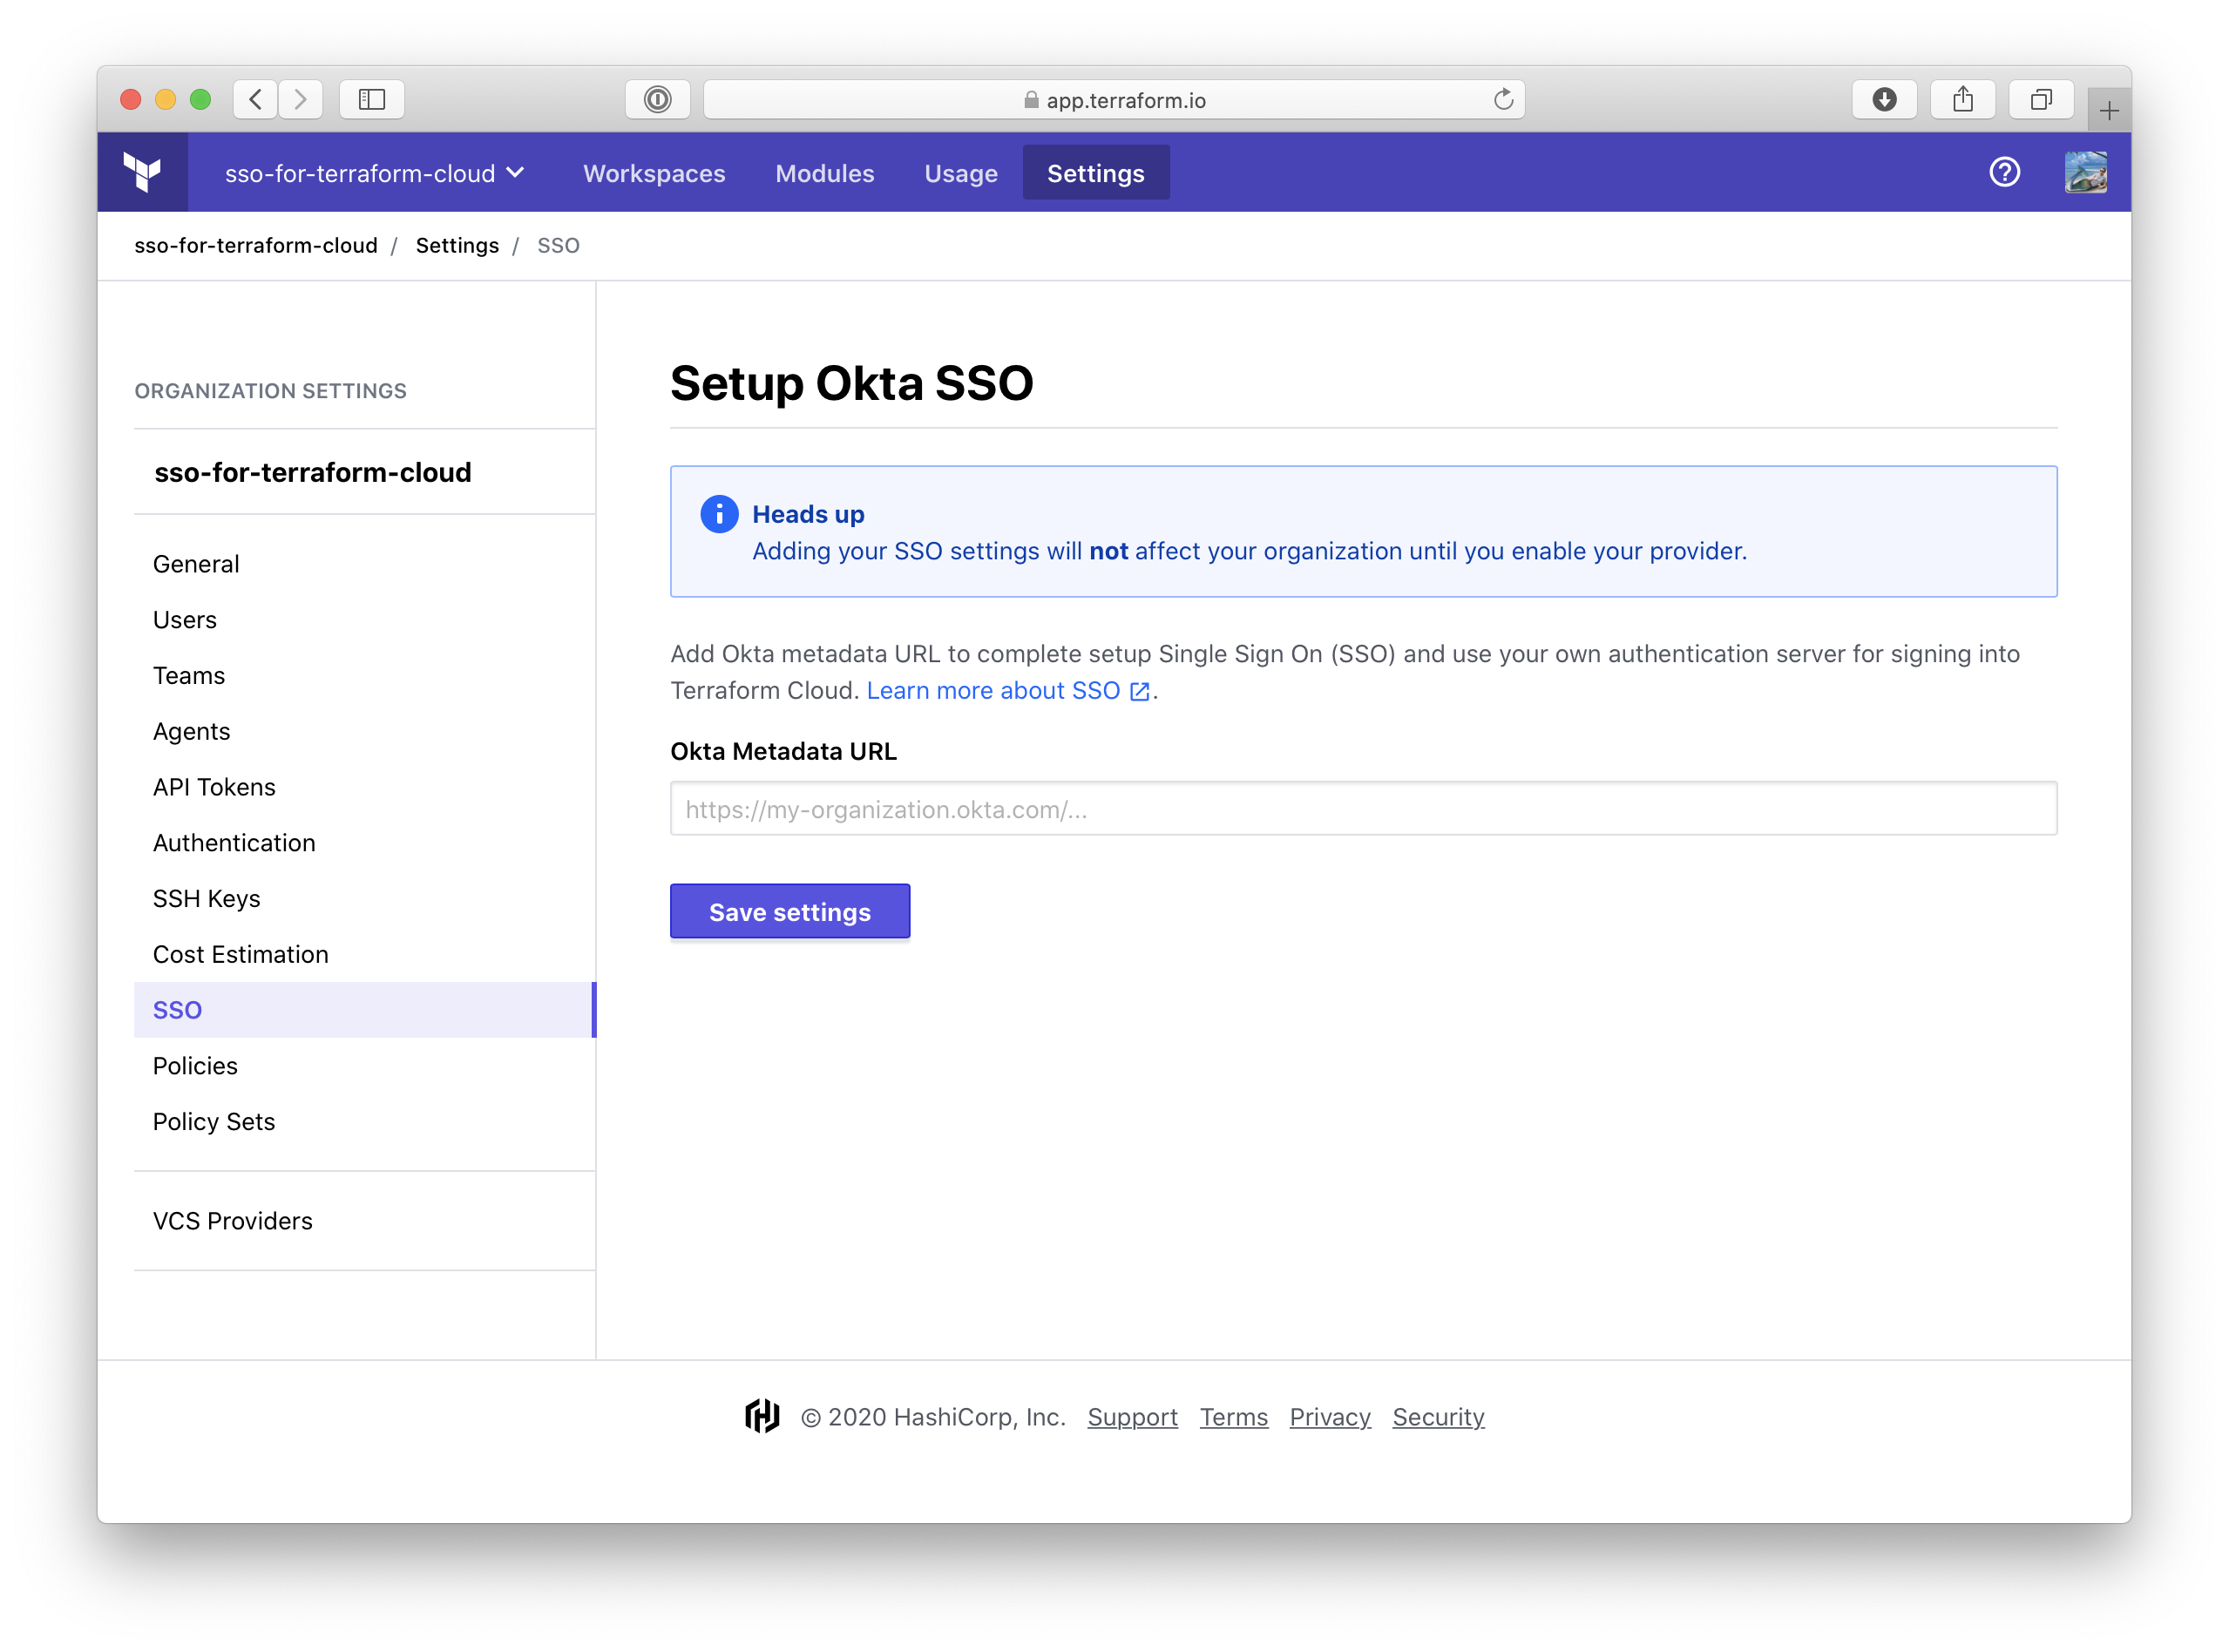 app.terraform.io
sso-for-terraform-cloud Workspaces Modules Usage Settings
sso-for-terraform-cloud / Settings / SSO
ORGANIZATION SETTINGS
sso-for-terraform-cloud
General
Users
Teams
Agents
API Tokens
Authentication
SSH Keys
Cost Estimation
SSO
Policies
Policy Sets
VCS Providers
Setup Okta SSO
Heads up
Adding your SSO settings will not affect your organization until you enable your provider.
Add Okta metadata URL to complete setup Single Sign On (SSO) and use your own authentication server for signing into
Terraform Cloud. Learn more about SSO .
Okta Metadata URL
https://my-organization.okta.com/...
Save settings
© 2020 HashiCorp, Inc. Support Terms Privacy Security